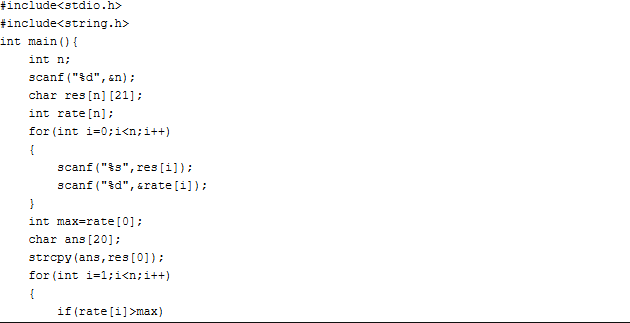 #include<stdio.h>
#include<string.h>
int main(){
    int n;
    scanf("%d",&n);
    char res[n][21];
    int rate[n];
    for(int i=0;i<n;i++)
    {
        scanf("%s",res[i]);
        scanf("%d",&rate[i]);
    }
    int max=rate[0];
    char ans[20];
    strcpy(ans,res[0]);
    for(int i=1;i<n;i++)
    {
        if(rate[i]>max)